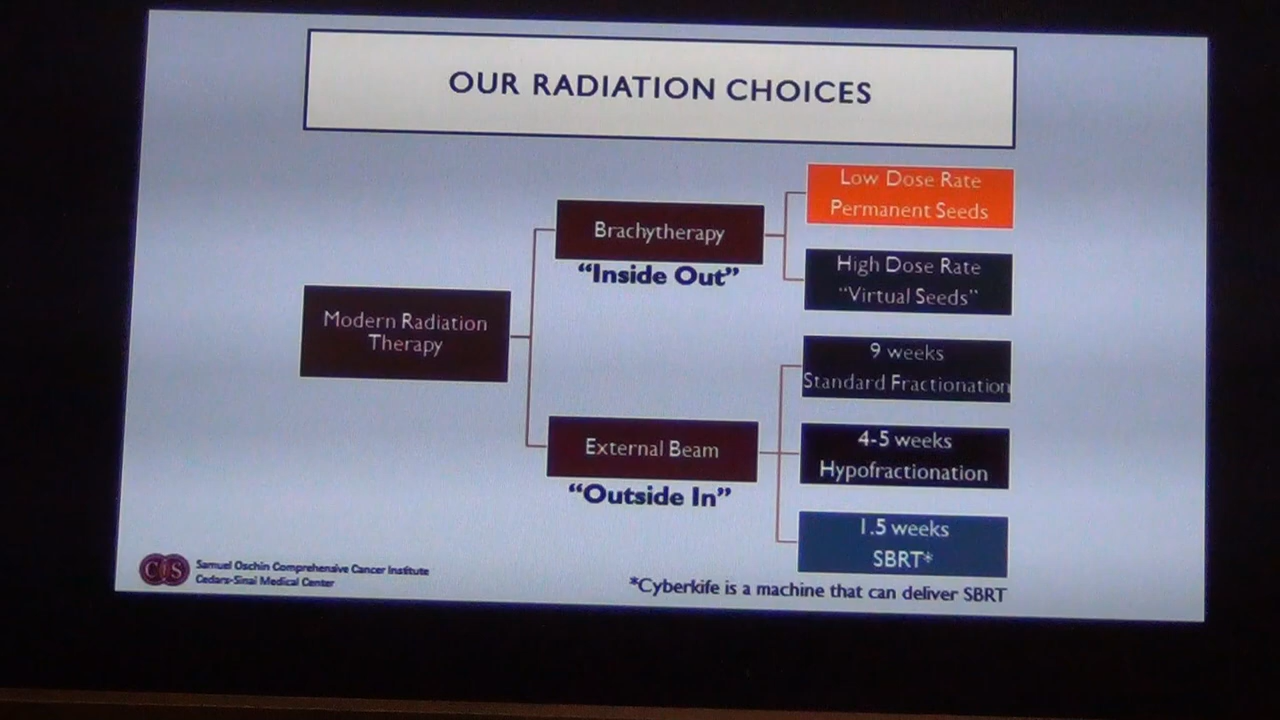 OUR RADIATION CHOICES
Low Dose Rate
Permanent Seeds
Brachytherapy
"Inside Out"
High Dose Rate
"Virtual Seeds"
Modern Radiation
Therapy
9 weeks
Standard Fractionation
External Beam
"Outside In"
4-5 weeks
Hypofractionation
1.5 weeks
SBRT*
CIS
Samuel Oschin Comprehensive Cancer Institute
Cedars-Sinai Medical Center
*Cyberkife is a machine that can deliver SBRT